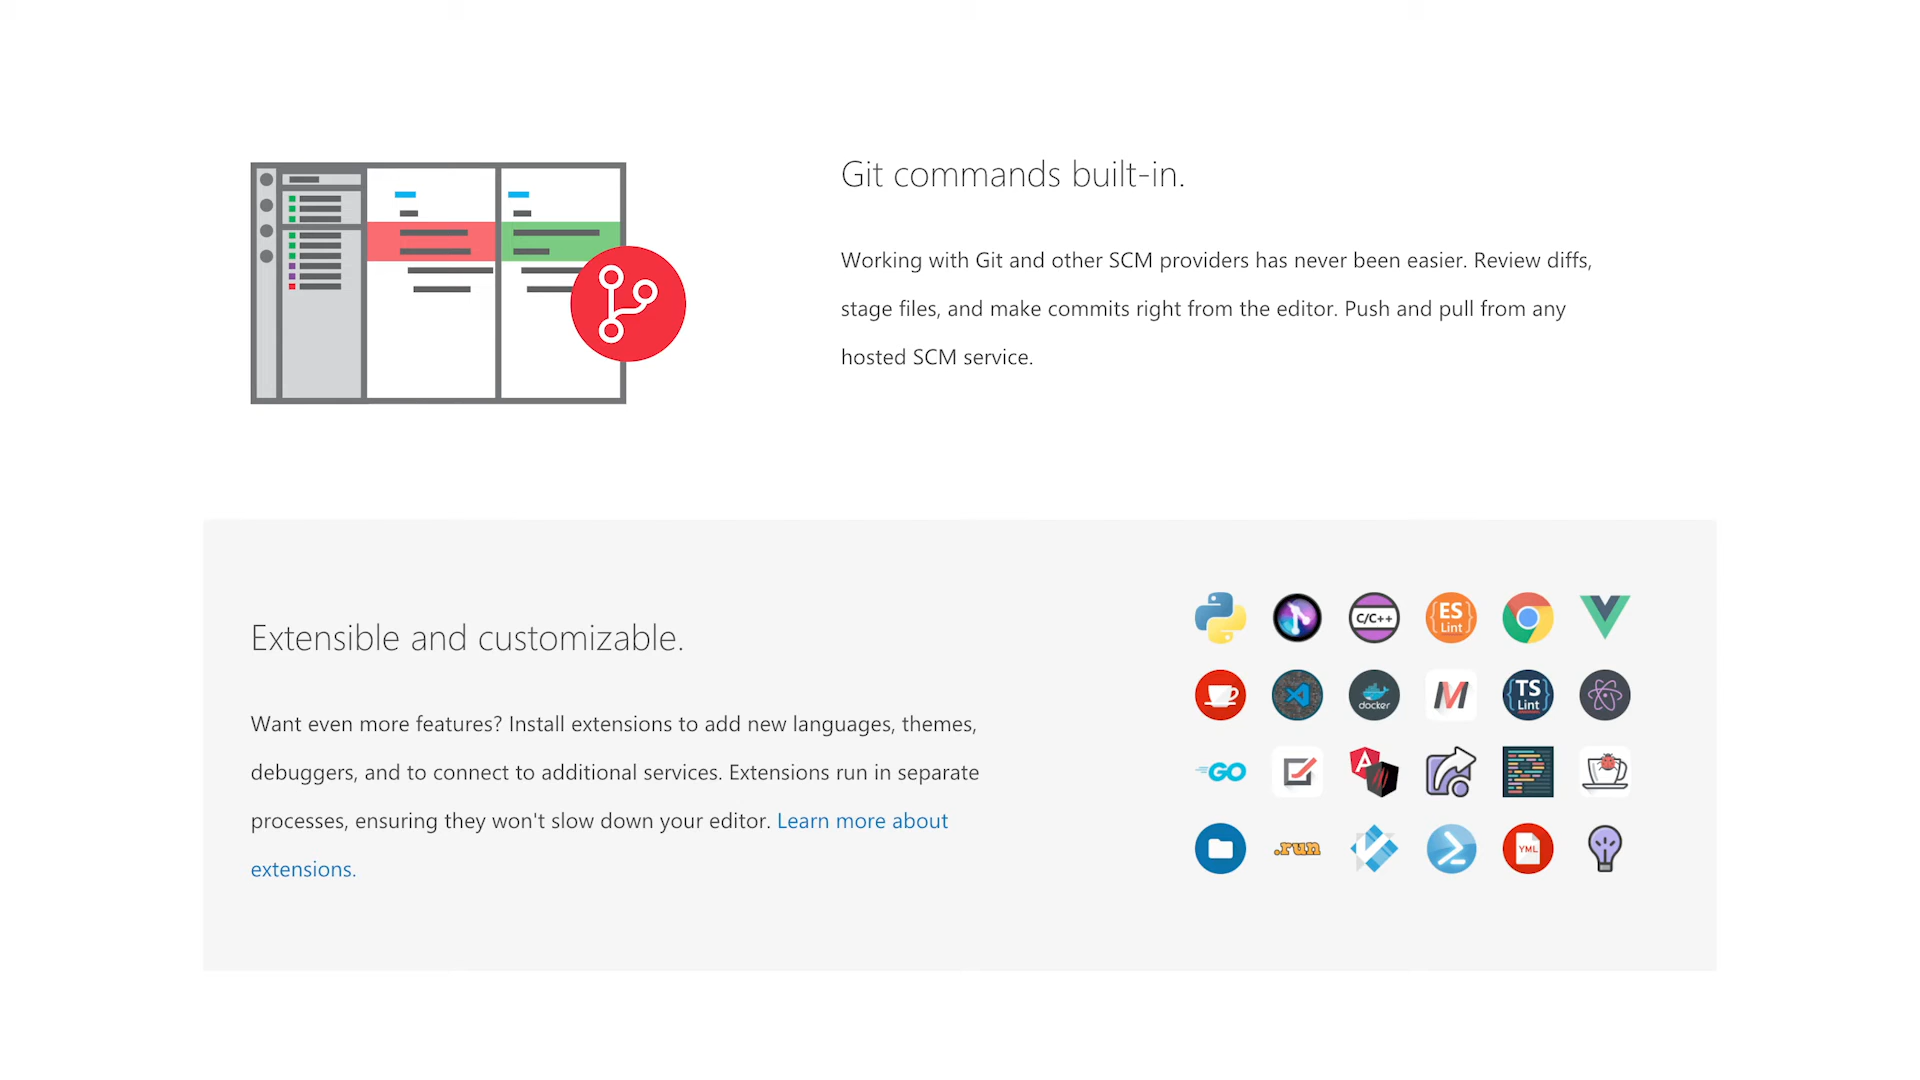 Git commands built-in.
Working with Git and other SCM providers has never been easier. Review diffs,
stage files, and make commits right from the editor. Push and pull from any
hosted SCM service.
Extensible and customizable.
Want even more features? Install extensions to add new languages, themes,
debuggers, and to connect to additional services. Extensions run in separate
processes, ensuring they won't slow down your editor. Learn more about
extensions.
C/C++
ES
Lint
docker
TS
Lint
GO
.run
YML